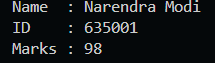 Name  : Narendra Modi
ID    : 635001
Marks : 98